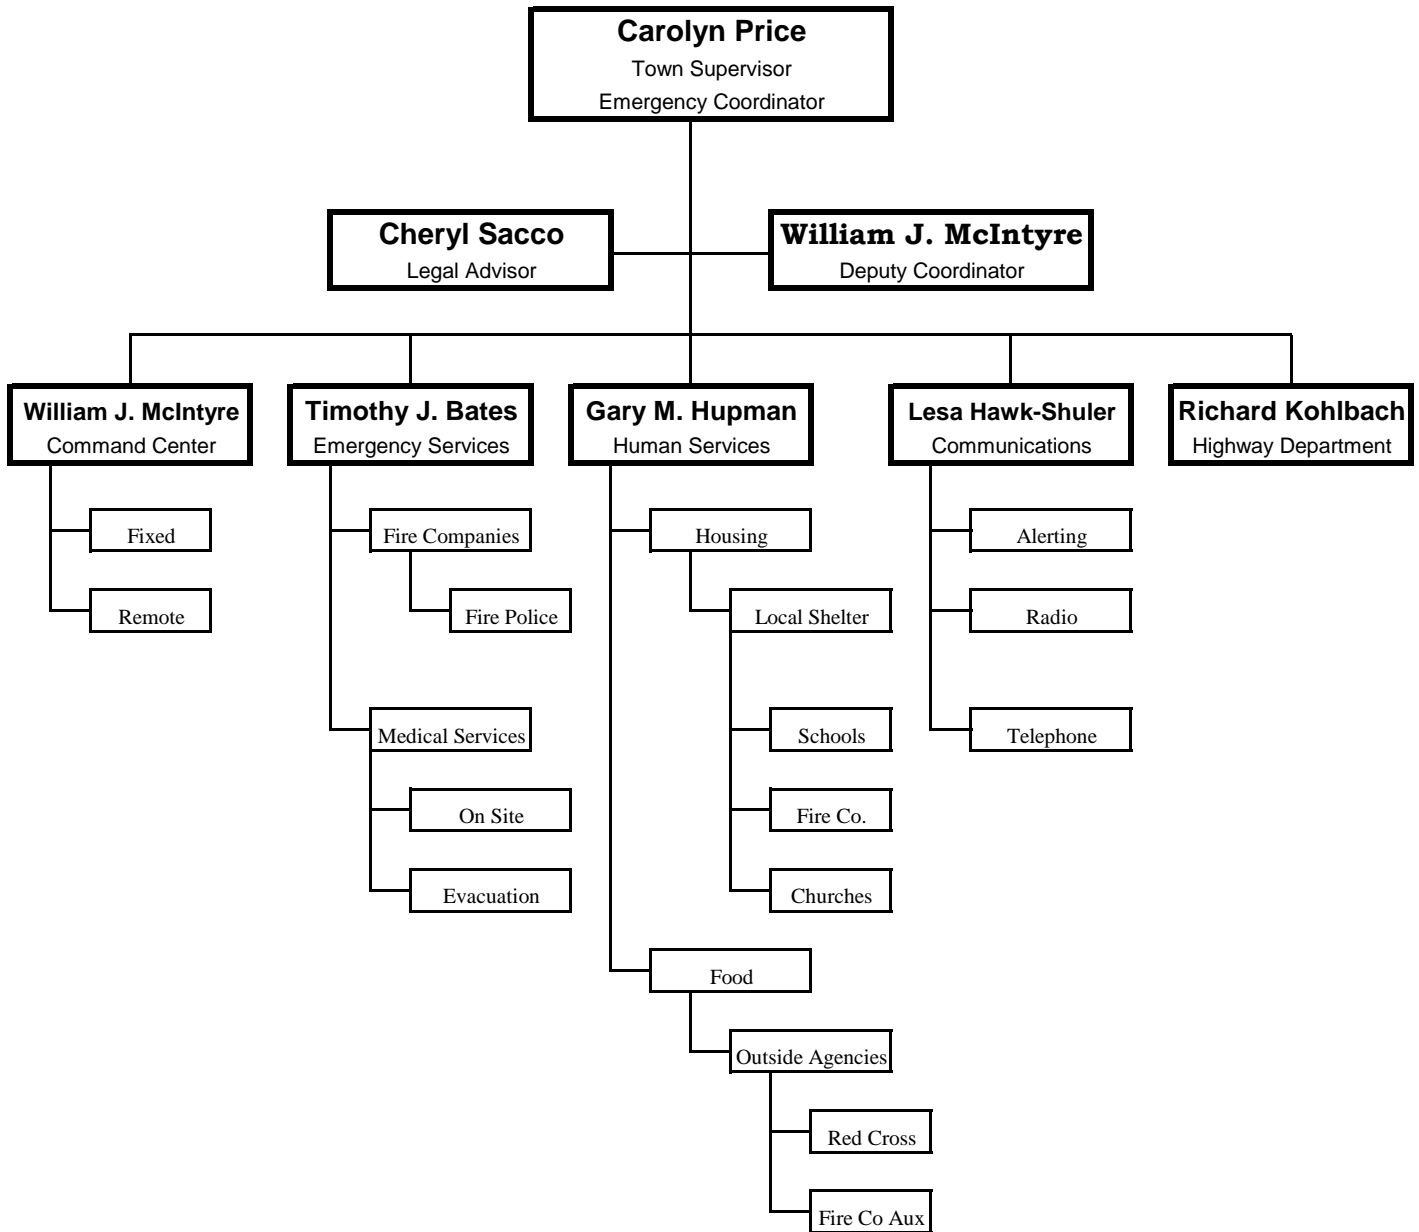 Carolyn Price
Town Supervisor
Emergency Coordinator
Cheryl Sacco
Legal Advisor
William J. McIntyre
Deputy Coordinator
William J. McIntyre
Command Center
Timothy J. Bates
Emergency Services
Gary M. Hupman
Human Services
Lesa Hawk-Shuler
Communications
Richard Kohlbach
Highway Department
Fixed
Remote
Fire Companies
Fire Police
Medical Services
On Site
Evacuation
Housing
Local Shelter
Schools
Fire Co.
Churches
Food
Outside Agencies
Red Cross
Fire Co Aux
Alerting
Radio
Telephone